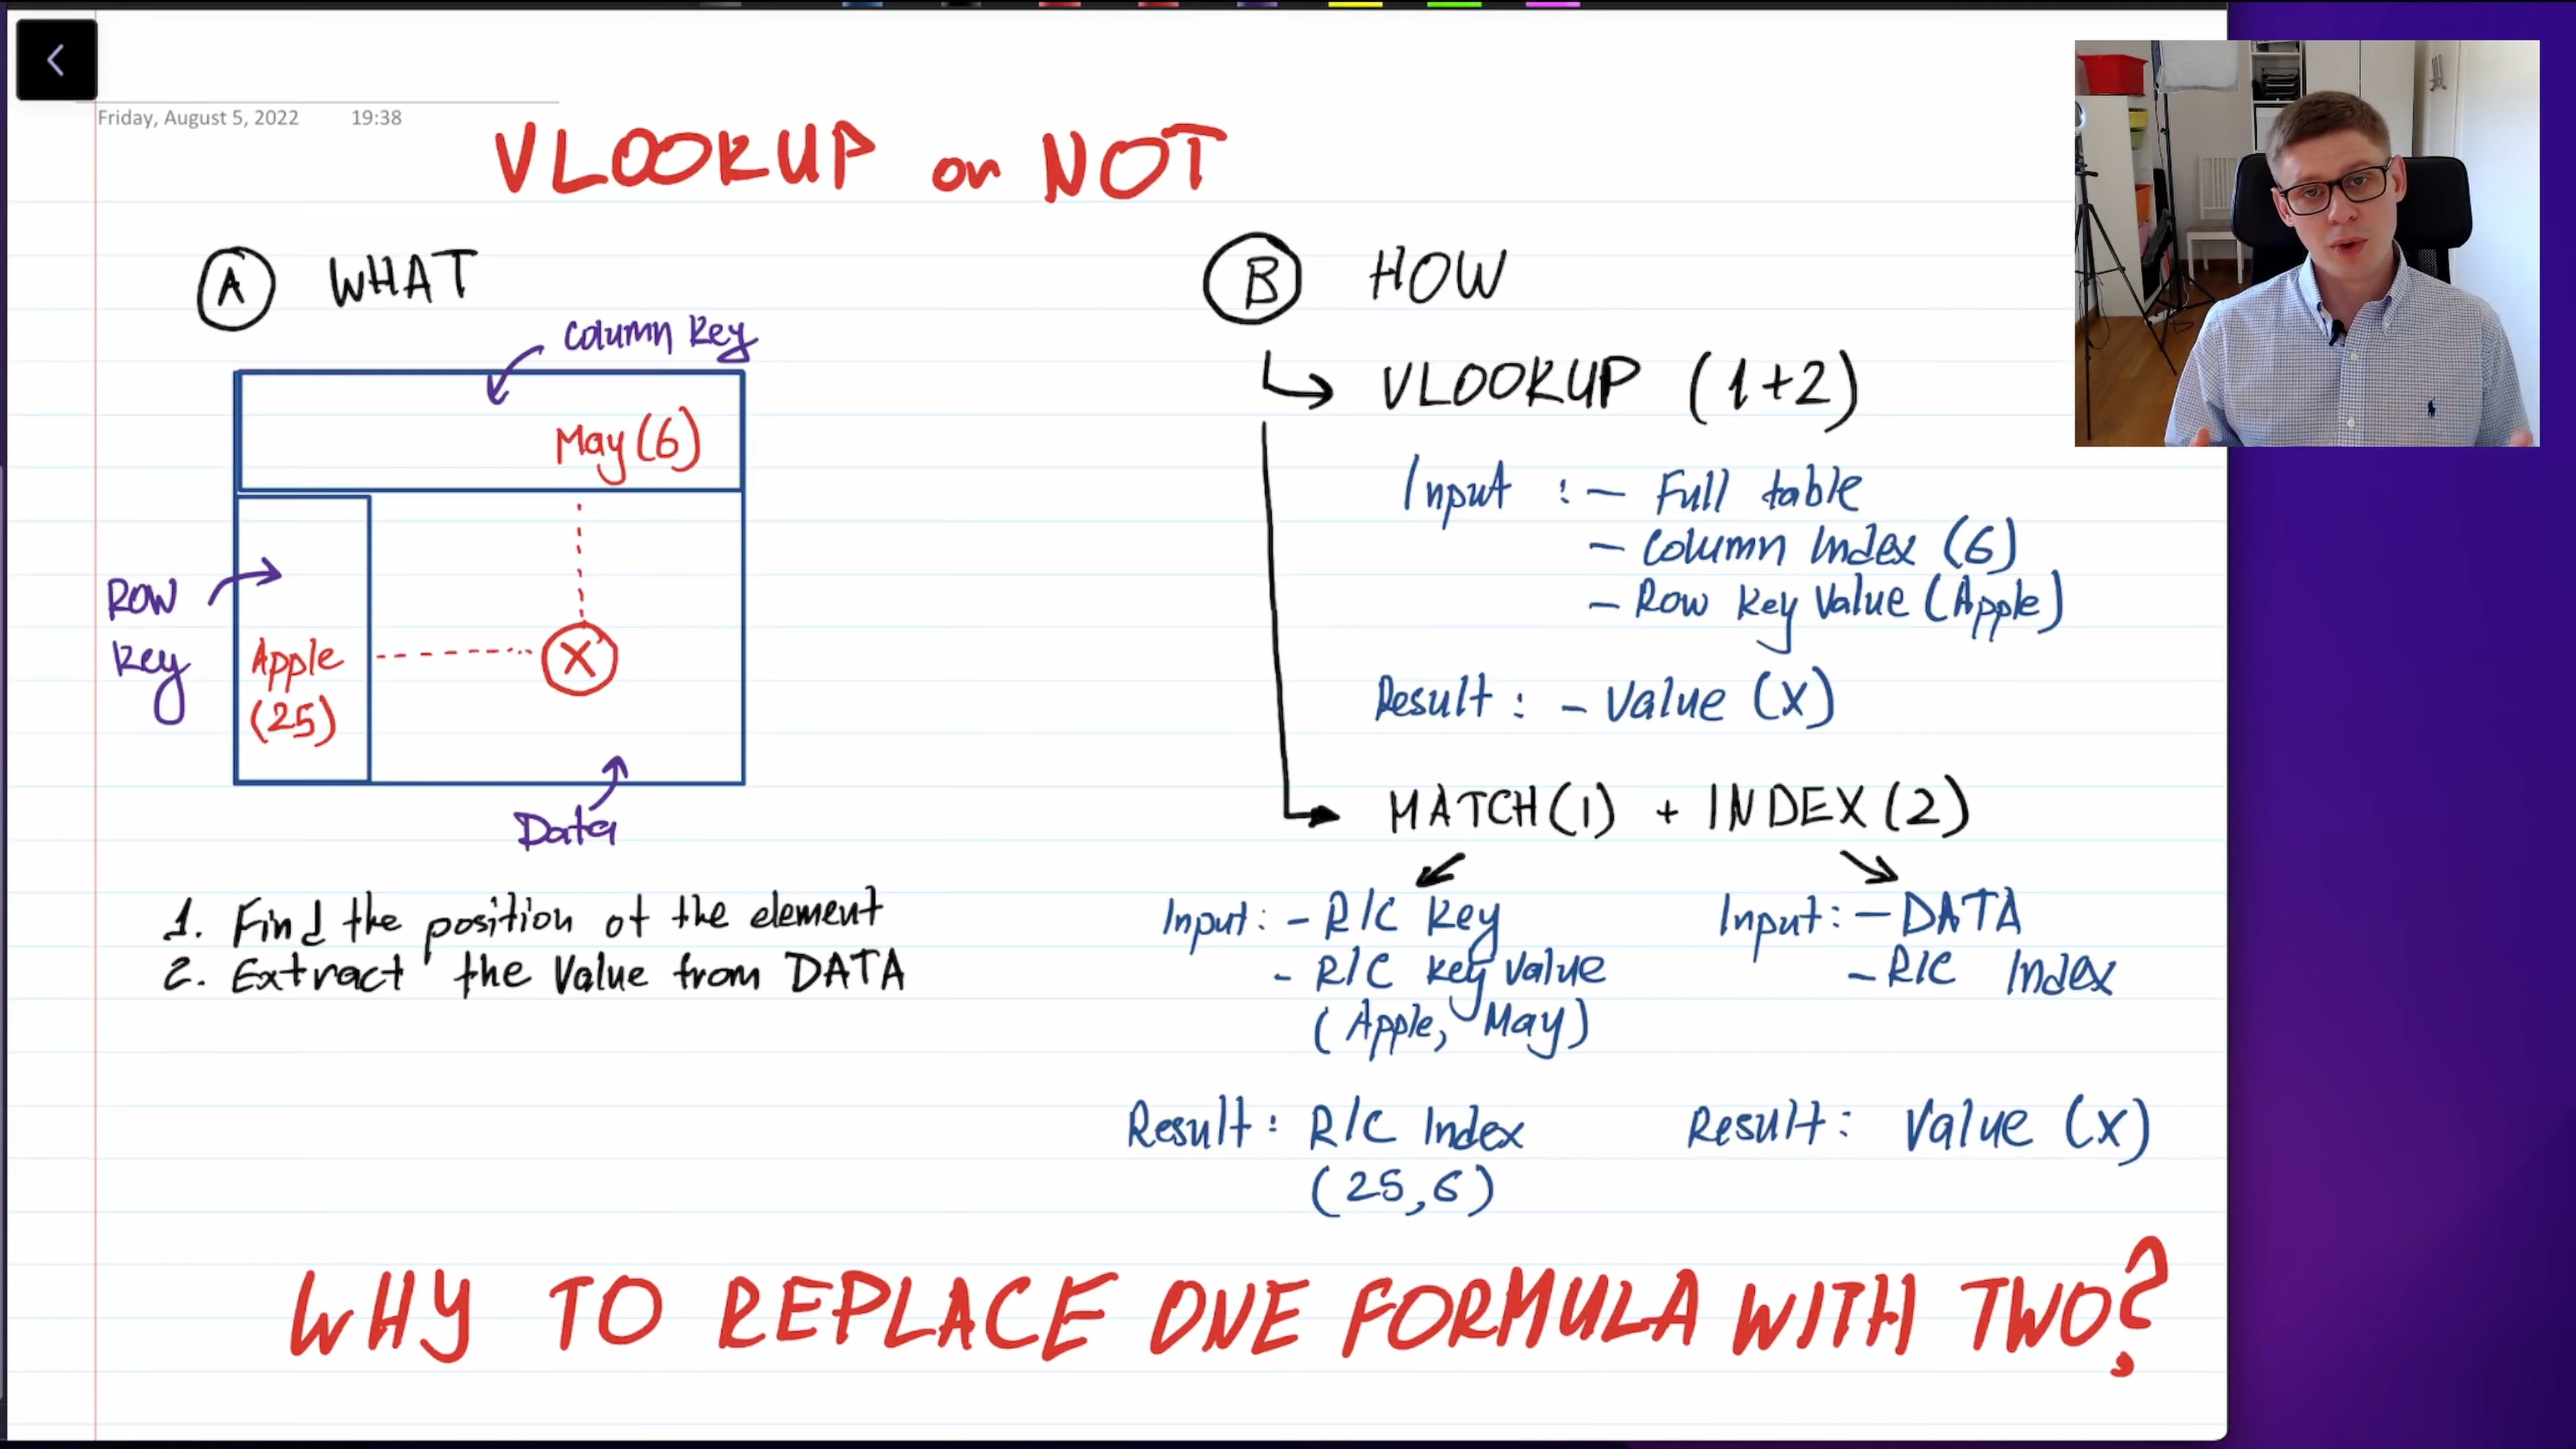 Friday, August 5, 2022 19:38
VLOOKUP or NOT
A WHAT
Column Key
May (6)
Row
Key
Apple
(25)
X
Data
1. Find the position of the element
2. Extract the Value from DATA
B HOW
VLOOKUP (1+2)
Input : - Full table
- Column Index (6)
- Row Key Value (Apple)
Result : - Value (X)
MATCH(1) + INDEX(2)
Input: - R/C Key
- R/C Key Value
(Apple, May)
Result : R/C Index
(25,6)
Input: - DATA
- R/C Index
Result: Value (X)
WHY TO REPLACE ONE FORMULA WITH TWO?